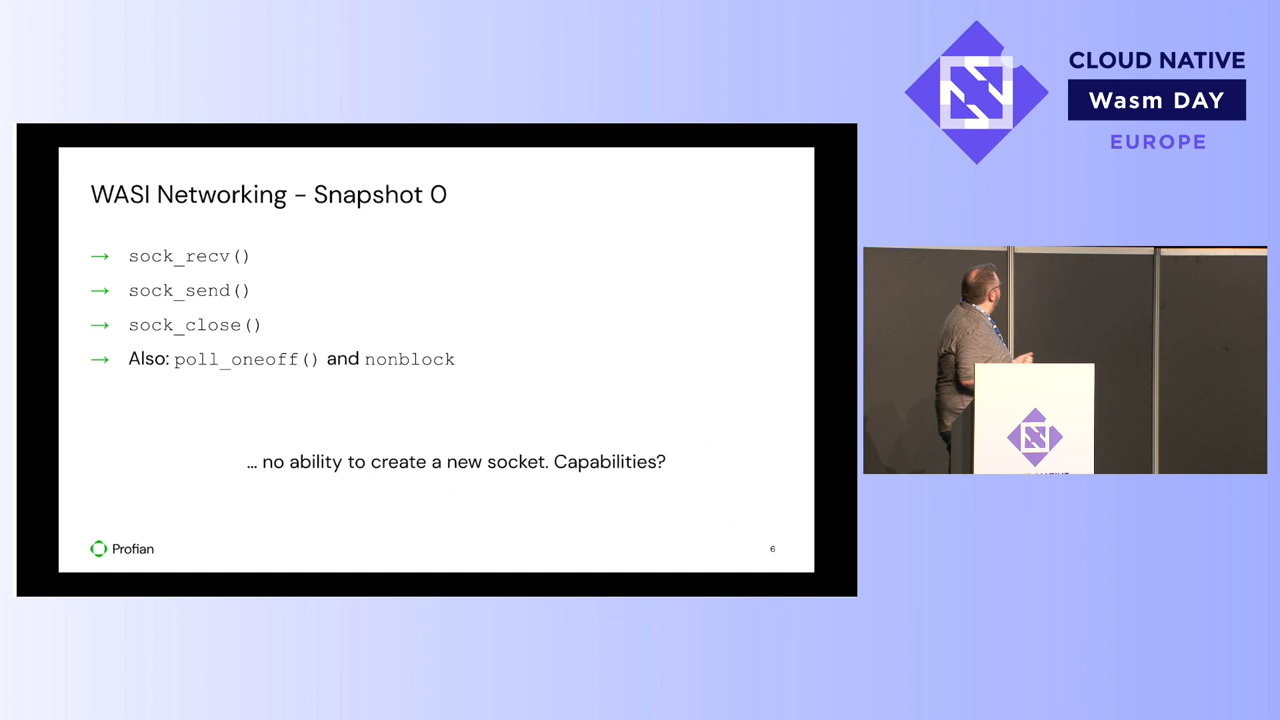 CLOUD NATIVE
Wasm DAY
EUROPE
WASI Networking - Snapshot 0
→ sock_recv()
→ sock_send()
→ sock_close()
→ Also: poll_oneoff() and nonblock
... no ability to create a new socket. Capabilities?
Profian
6